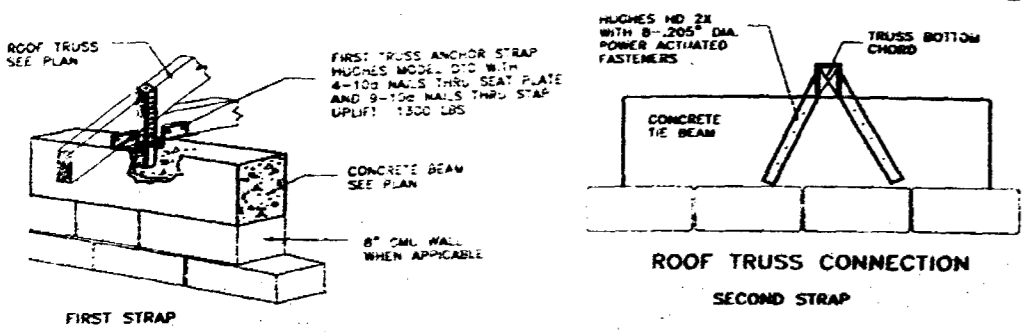 ROOF TRUSS
SEE PLAN
FIRST TRUSS ANCHOR STRAP
HUGHES MODEL DTC WITH
4-10d NAILS THRU SEAT PLATE
AND 9-10d NAILS THRU STAP
UPLIFT 1300 LBS
CONCRETE BEAM
SEE PLAN
8" CMU WALL
WHEN APPICABLE
FIRST STRAP
HUGHES HD 2X
WITH 8-.205" DIA.
POWER ACTUATED
FASTENERS
TRUSS BOTTOM
CHORD
CONCRETE
TIE BEAM
ROOF TRUSS CONNECTION
SECOND STRAP